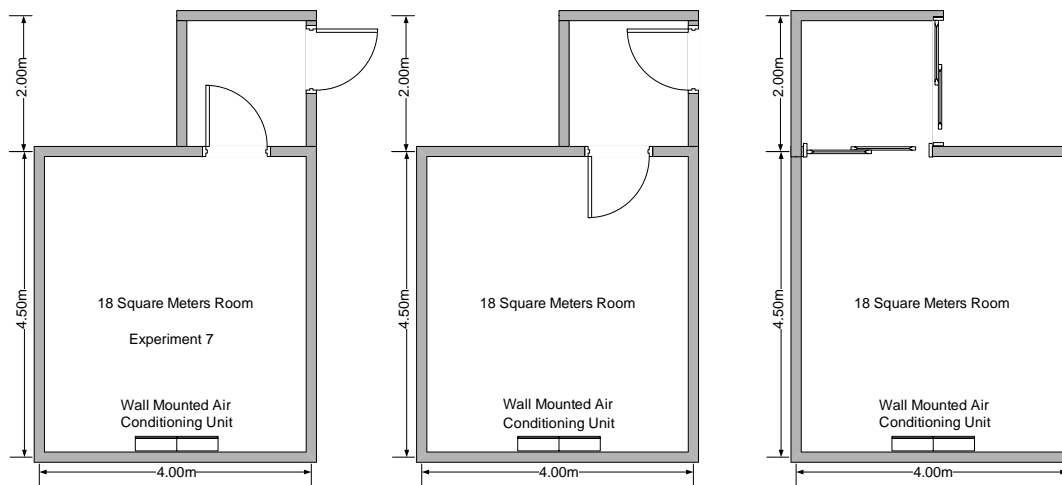 2.00m
4.50m
18 Square Meters Room
Experiment 7
Wall Mounted Air
Conditioning Unit
4.00m
2.00m
4.50m
18 Square Meters Room
Wall Mounted Air
Conditioning Unit
4.00m
2.00m
4.50m
18 Square Meters Room
Wall Mounted Air
Conditioning Unit
4.00m